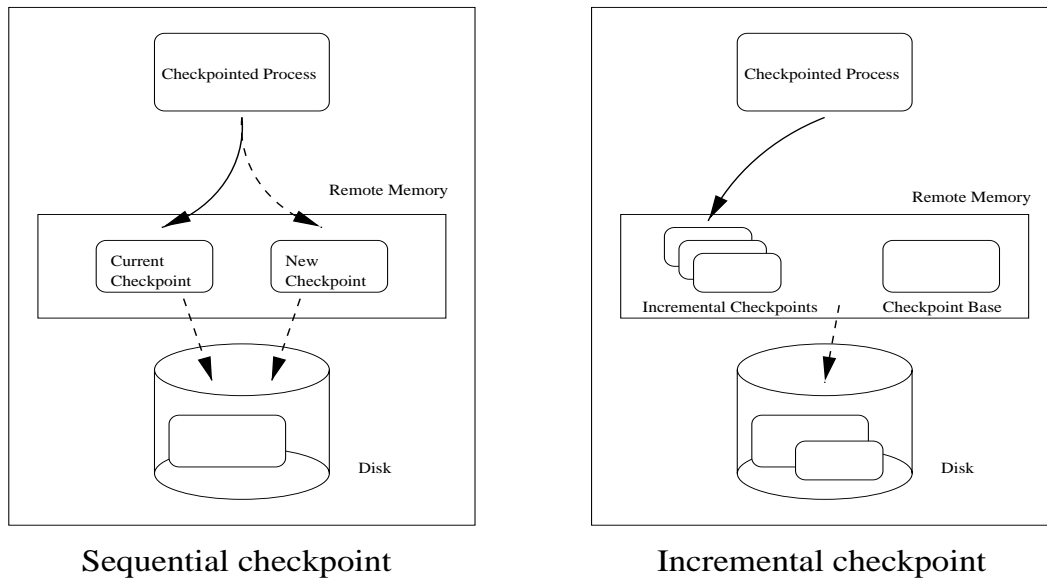 Checkpointed Process
Remote Memory
Current
Checkpoint
New
Checkpoint
Disk
Sequential checkpoint
Checkpointed Process
Remote Memory
Incremental Checkpoints
Checkpoint Base
Disk
Incremental checkpoint